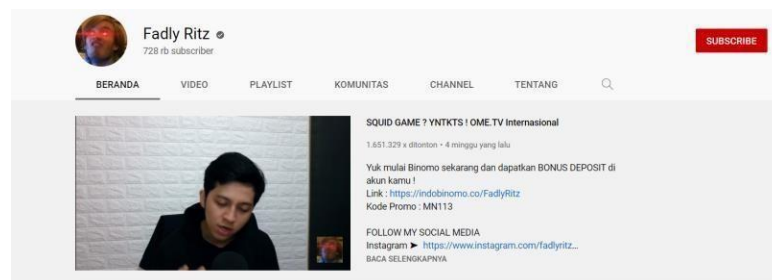 Fadly Ritz
728 rb subscriber
SUBSCRIBE
BERANDA VIDEO PLAYLIST KOMUNITAS CHANNEL TENTANG
SQUID GAME ? YNTKTS ! OME.TV Internasional
1.651.329 x ditonton • 4 minggu yang lalu
Yuk mulai Binomo sekarang dan dapatkan BONUS DEPOSIT di
akun kamu !
Link : https://indobinomo.co/FadlyRitz
Kode Promo : MN113
FOLLOW MY SOCIAL MEDIA
Instagram ➤ https://www.instagram.com/fadlyritz...
BACA SELENGKAPNYA